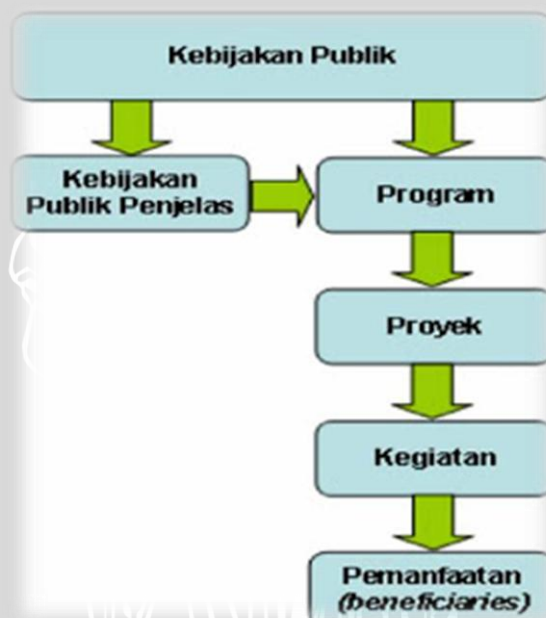 Kebijakan Publik
Kebijakan
Publik Penjelas
Program
Proyek
Kegiatan
Pemanfaatan
(beneficiaries)